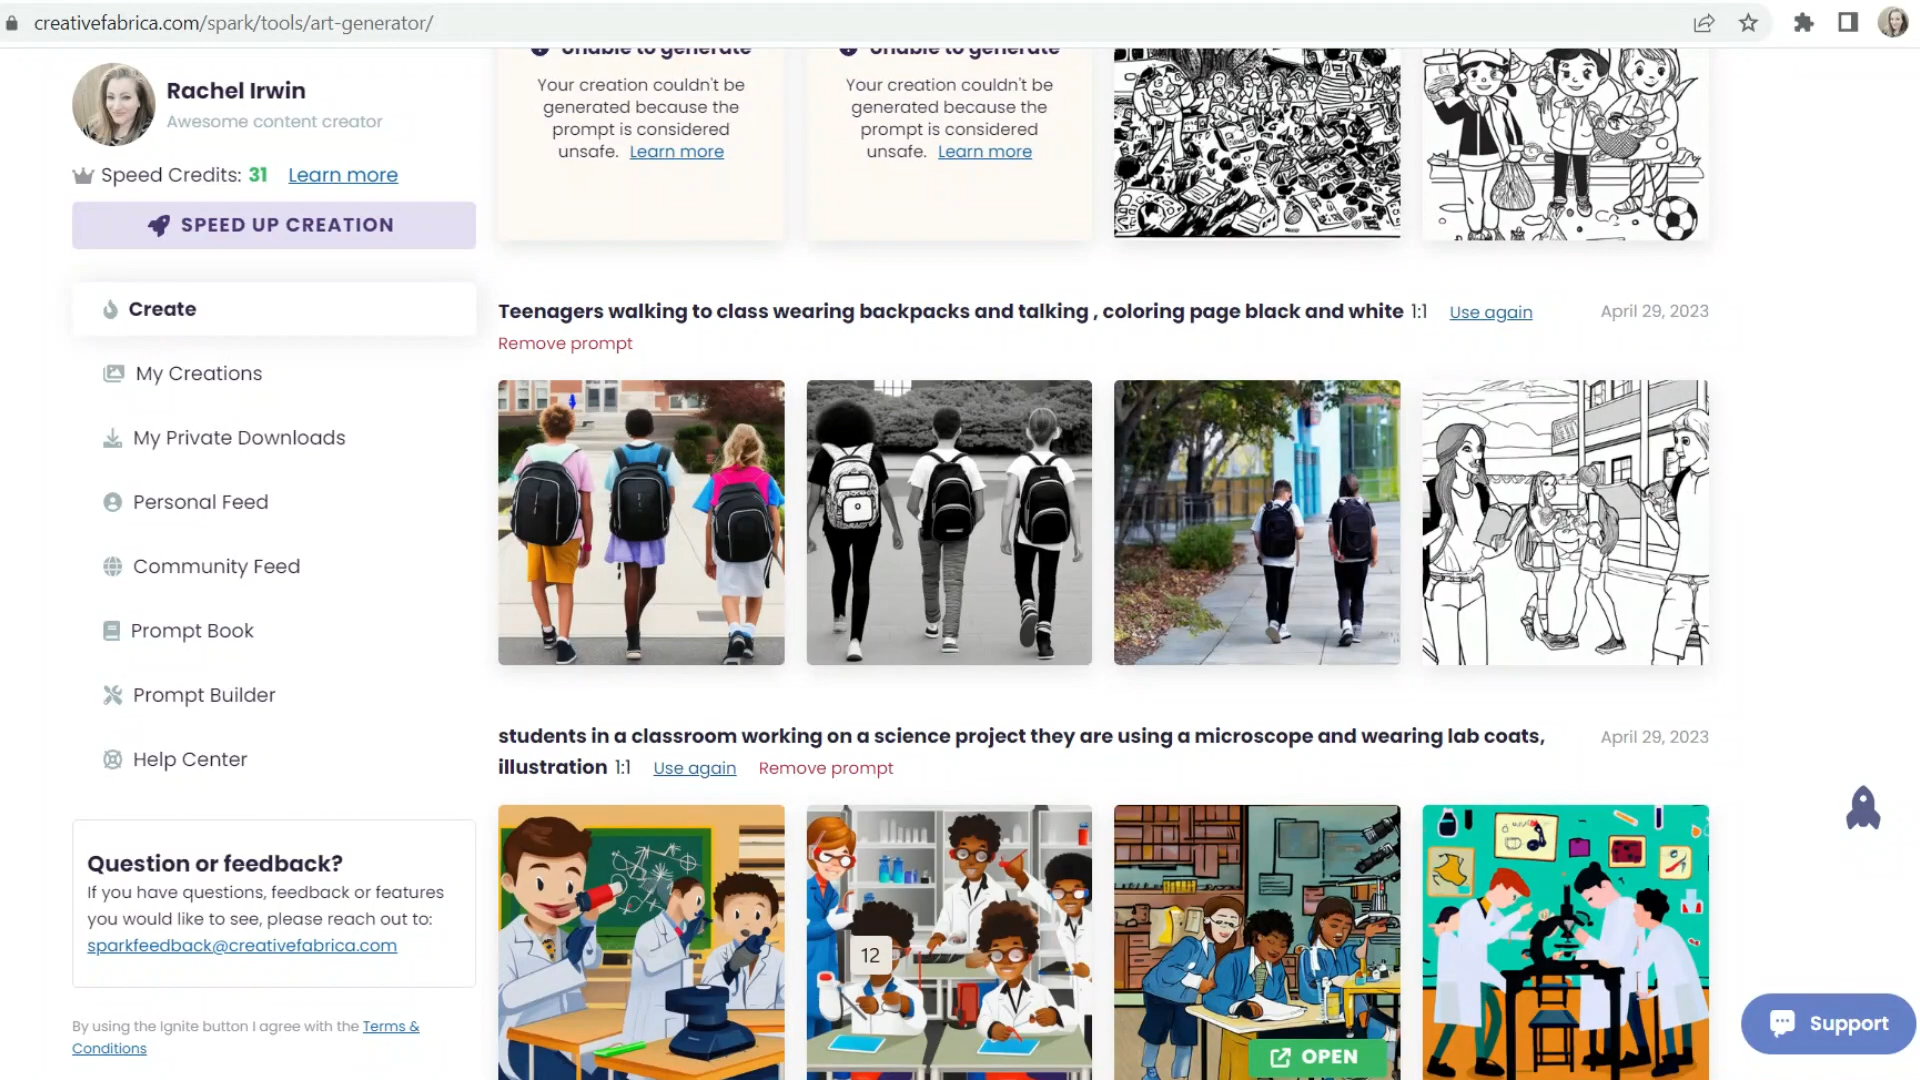 creativefabrica.com/spark/tools/art-generator/
Rachel Irwin
Awesome content creator
Speed Credits: 31 Learn more
SPEED UP CREATION
Create
My Creations
My Private Downloads
Personal Feed
Community Feed
Prompt Book
Prompt Builder
Help Center
Question or feedback?
If you have questions, feedback or features
you would like to see, please reach out to:
sparkfeedback@creativefabrica.com
By using the Ignite button I agree with the Terms &
Conditions
Unable to generate
Your creation couldn't be
generated because the
prompt is considered
unsafe. Learn more
Unable to generate
Your creation couldn't be
generated because the
prompt is considered
unsafe. Learn more
Teenagers walking to class wearing backpacks and talking , coloring page black and white 1:1 Use again
April 29, 2023
Remove prompt
students in a classroom working on a science project they are using a microscope and wearing lab coats,
April 29, 2023
illustration 1:1 Use again Remove prompt
12
OPEN
Support